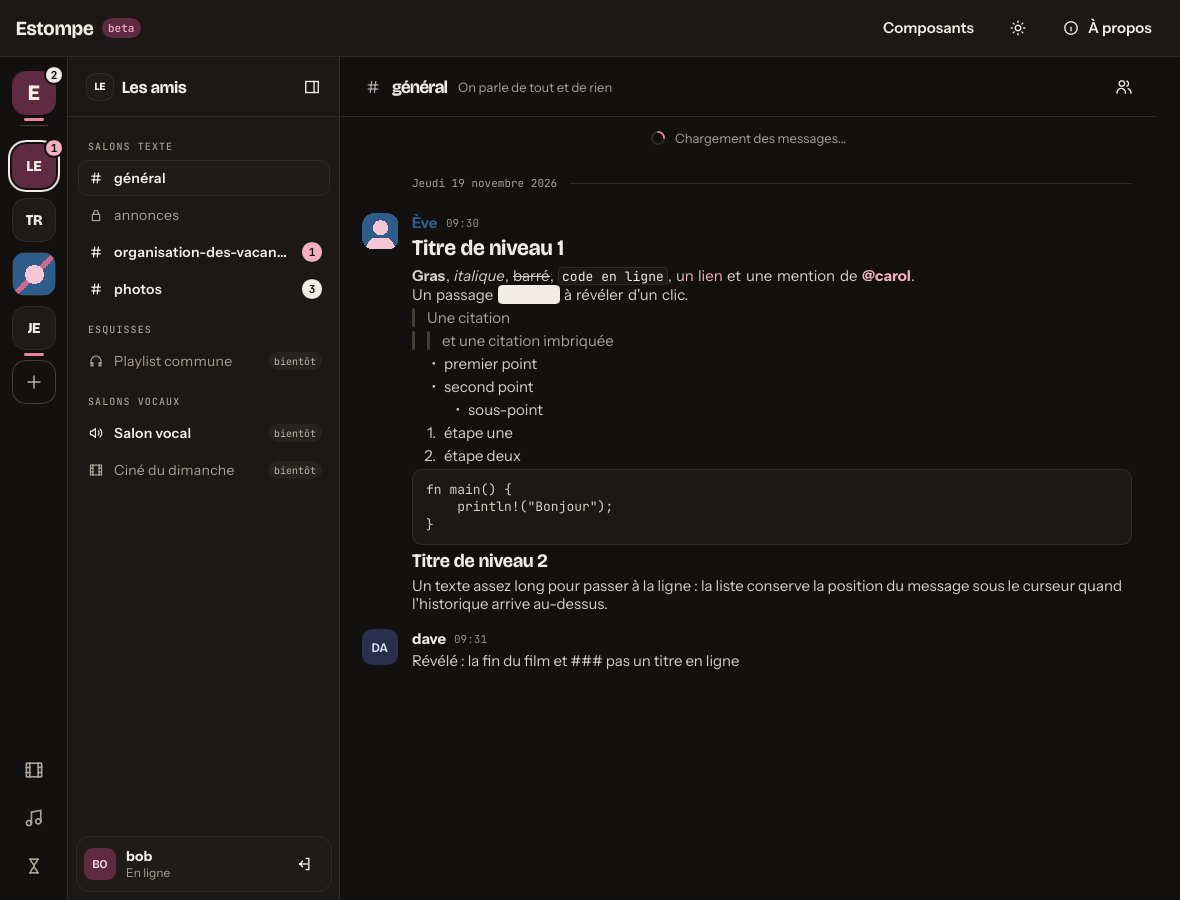 Estompe beta
Composants
À propos
E 2
LE 1
TR
JE
LE Les amis
SALONS TEXTE
# général
annonces
# organisation-des-vacan... 1
# photos 3
ESQUISSES
Playlist commune bientôt
SALONS VOCAUX
Salon vocal bientôt
Ciné du dimanche bientôt
BO bob
En ligne
# général On parle de tout et de rien
Chargement des messages…
Jeudi 19 novembre 2026
Ève 09:30
Titre de niveau 1
Gras, italique, barré, code en ligne, un lien et une mention de @carol.
Un passage à révéler d'un clic.
Une citation
et une citation imbriquée
· premier point
· second point
· sous-point
1. étape une
2. étape deux
fn main() {
println!("Bonjour");
}
Titre de niveau 2
Un texte assez long pour passer à la ligne : la liste conserve la position du message sous le curseur quand
l'historique arrive au-dessus.
DA dave 09:31
Révélé : la fin du film et ### pas un titre en ligne